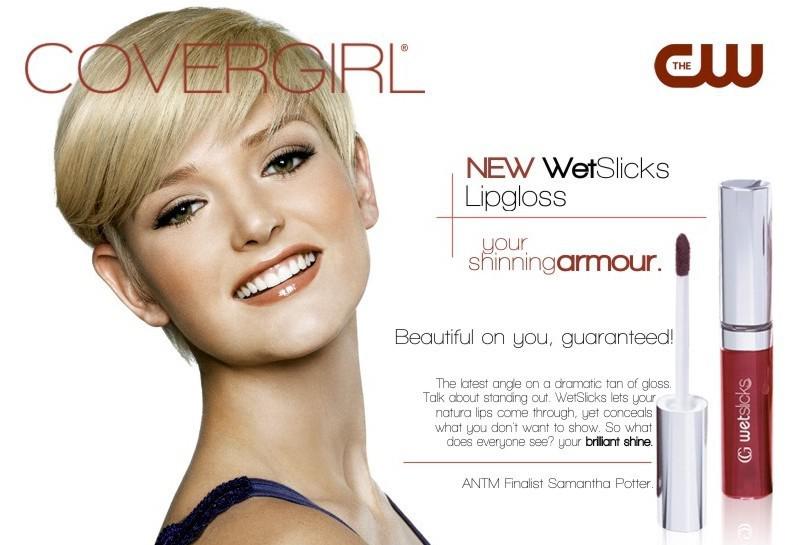 COVERGIRL®
THE CW
NEW WetSlicks
Lipgloss
your
shinningarmour.
Beautiful on you, guaranteed!
The latest angle on a dramatic tan of gloss.
Talk about standing out. WetSlicks lets your
natura lips come through, yet conceals
what you don't want to show. So what
does everyone see? your brilliant shine.
ANTM Finalist Samantha Potter.
wetslicks